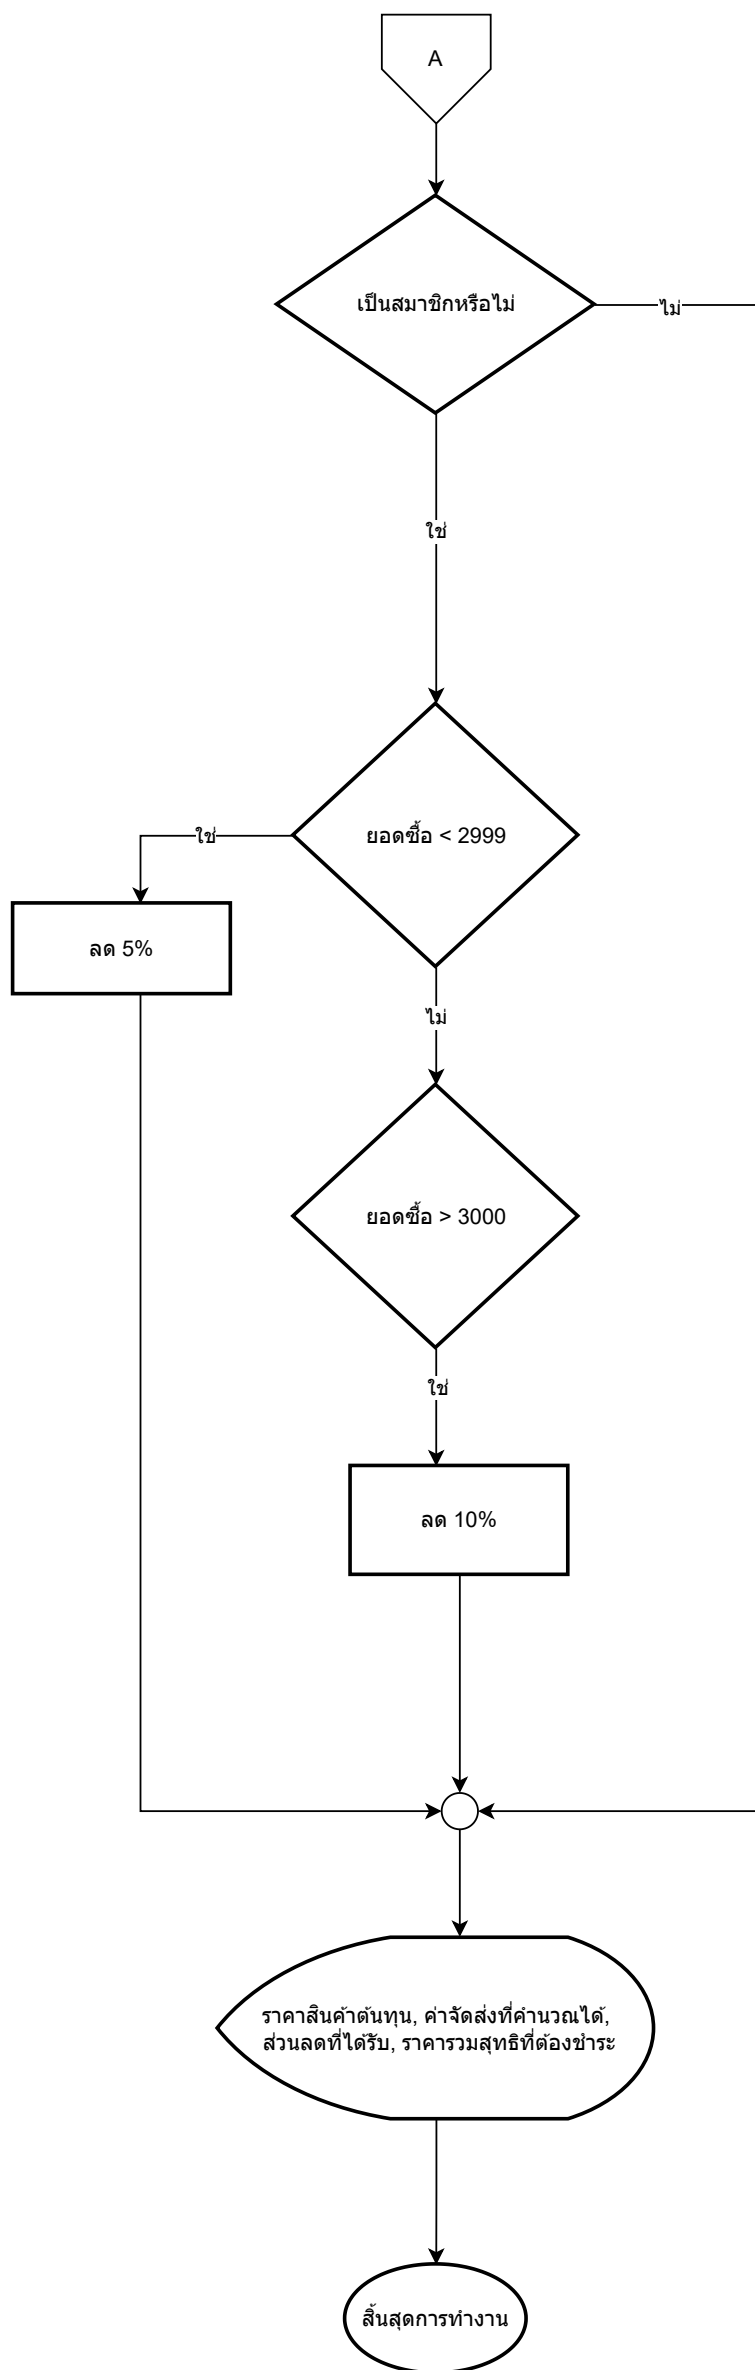 A
เป็นสมาชิกหรือไม่
ไม่
ใช่
ยอดซื้อ < 2999
ใช่
ลด 5%
ไม่
ยอดซื้อ > 3000
ใช่
ลด 10%
ราคาสินค้าต้นทุน, ค่าจัดส่งที่คำนวณได้,
ส่วนลดที่ได้รับ, ราคารวมสุทธิที่ต้องชำระ
สิ้นสุดการทำงาน